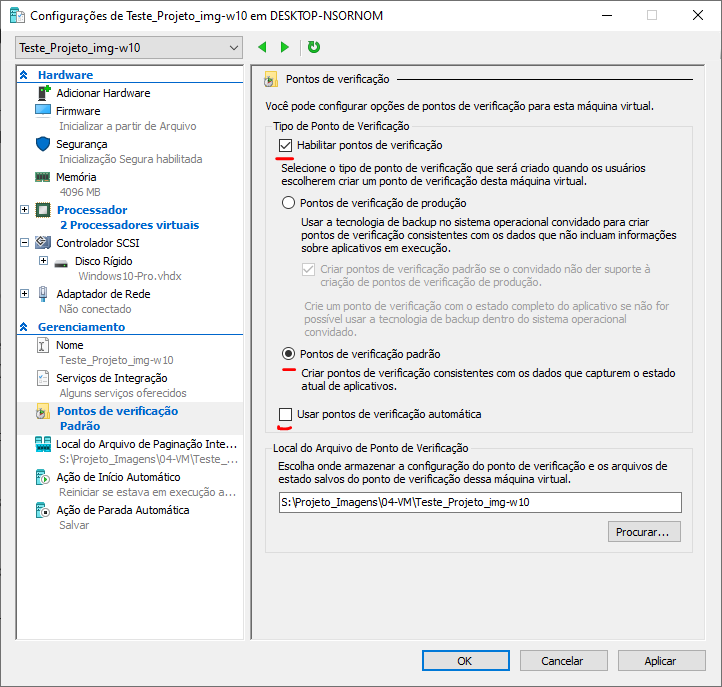 Configurações de Teste_Projeto_img-w10 em DESKTOP-NSORNOM
Teste_Projeto_img-w10
Hardware
Adicionar Hardware
Firmware
Inicializar a partir de Arquivo
Segurança
Inicialização Segura habilitada
Memória
4096 MB
Processador
2 Processadores virtuais
Controlador SCSI
Disco Rígido
Windows10-Pro.vhdx
Adaptador de Rede
Não conectado
Gerenciamento
Nome
Teste_Projeto_img-w10
Serviços de Integração
Alguns serviços oferecidos
Pontos de verificação
Padrão
Local do Arquivo de Paginação Inte...
S:\Projeto_Imagens\04-VM\Teste_...
Ação de Início Automático
Reiniciar se estava em execução a...
Ação de Parada Automática
Salvar
Pontos de verificação
Você pode configurar opções de pontos de verificação para esta máquina virtual.
Tipo de Ponto de Verificação
Habilitar pontos de verificação
Selecione o tipo de ponto de verificação que será criado quando os usuários
escolherem criar um ponto de verificação desta máquina virtual.
Pontos de verificação de produção
Usar a tecnologia de backup no sistema operacional convidado para criar
pontos de verificação consistentes com os dados que não incluam informações
sobre aplicativos em execução.
Criar pontos de verificação padrão se o convidado não der suporte à
criação de pontos de verificação de produção.
Crie um ponto de verificação com o estado completo do aplicativo se não for
possível usar a tecnologia de backup dentro do sistema operacional
convidado.
Pontos de verificação padrão
Criar pontos de verificação consistentes com os dados que capturem o estado
atual de aplicativos.
Usar pontos de verificação automática
Local do Arquivo de Ponto de Verificação
Escolha onde armazenar a configuração do ponto de verificação e os arquivos de
estado salvos do ponto de verificação dessa máquina virtual.
S:\Projeto_Imagens\04-VM\Teste_Projeto_img-w10
Procurar...
OK
Cancelar
Aplicar